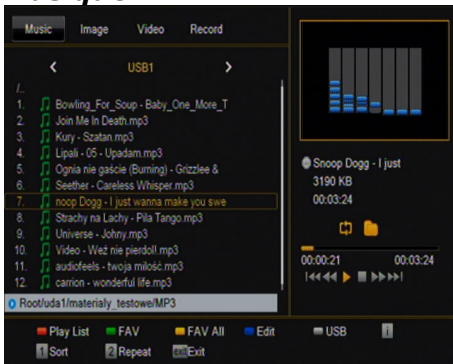 Music Image Video Record
USB1
/..
1. Bowling_For_Soup - Baby_One_More_T
2. Join Me In Death.mp3
3. Kury - Szatan.mp3
4. Lipali - 05 - Upadam.mp3
5. Ognia nie gaście (Burning) - Grizzlee &
6. Seether - Careless Whisper.mp3
7. noop Dogg - I just wanna make you swe
8. Strachy na Lachy - Pila Tango.mp3
9. Universe - Johny.mp3
10. Video - Weź nie pierdol!.mp3
11. audiofeels - twoja milość.mp3
12. carrion - wonderful life.mp3
Root/uda1/materialy_testowe/MP3
Snoop Dogg - I just
3190 KB
00:03:24
00:00:21 00:03:24
Play List FAV FAV All Edit USB i
1 Sort 2 Repeat exit Exit